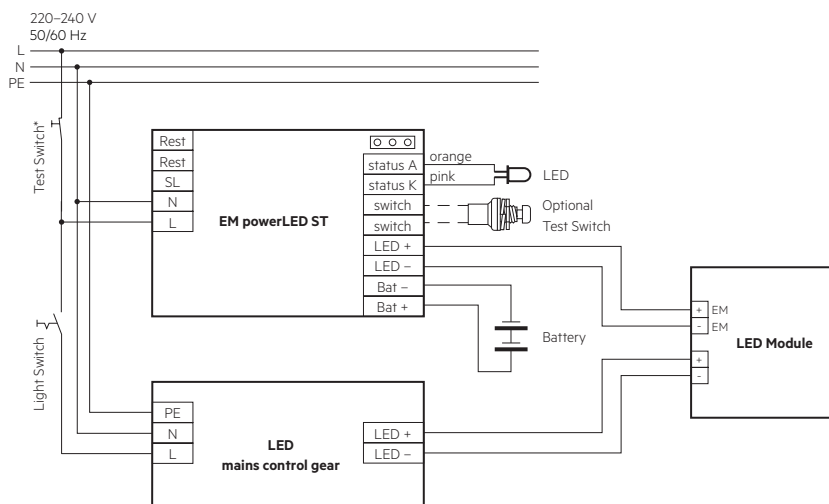 220–240 V
50/60 Hz
L
N
PE
Test Switch*
Light Switch
Rest
Rest
SL
N
L
EM powerLED ST
status A
status K
switch
switch
LED +
LED –
Bat –
Bat +
orange
pink
LED
Optional
Test Switch
Battery
+ EM
- EM
+
-
LED Module
PE
N
L
LED
mains control gear
LED +
LED –